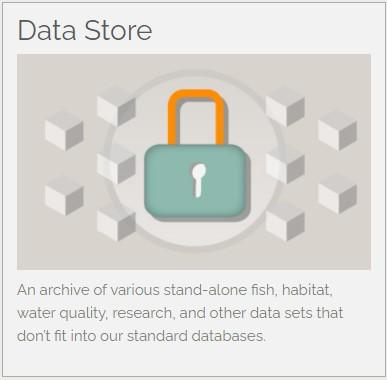 Data Store
An archive of various stand-alone fish, habitat,
water quality, research, and other data sets that
don't fit into our standard databases.